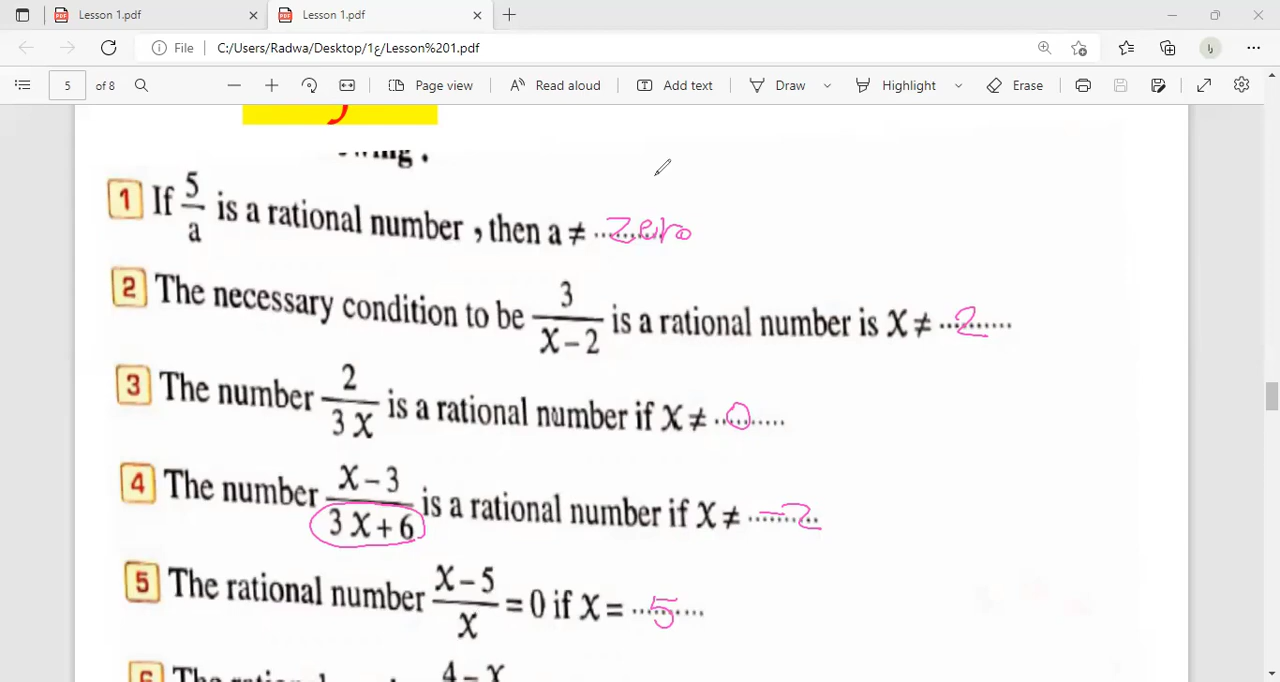 Lesson 1.pdf
Lesson 1.pdf
File C:/Users/Radwa/Desktop/1ع/Lesson%201.pdf
5 of 8 Page view Read aloud Add text Draw Highlight Erase
1 If 5/a is a rational number , then a ≠ ......... Zero
2 The necessary condition to be 3/(X – 2) is a rational number is X ≠ ......... 2
3 The number 2/(3 X) is a rational number if X ≠ ......... 0
4 The number (X – 3)/(3 X + 6) is a rational number if X ≠ ......... -2
5 The rational number (X – 5)/X = 0 if X = ......... 5
4 – X